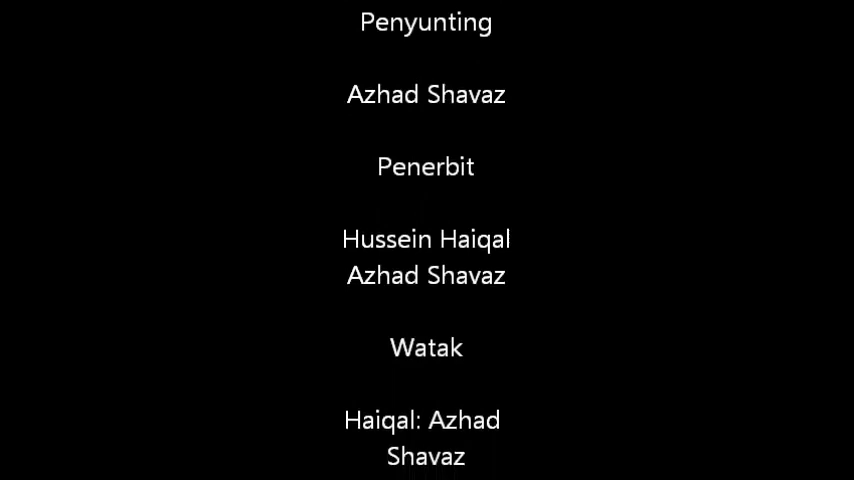 Penyunting
Azhad Shavaz
Penerbit
Hussein Haiqal
Azhad Shavaz
Watak
Haiqal: Azhad
Shavaz